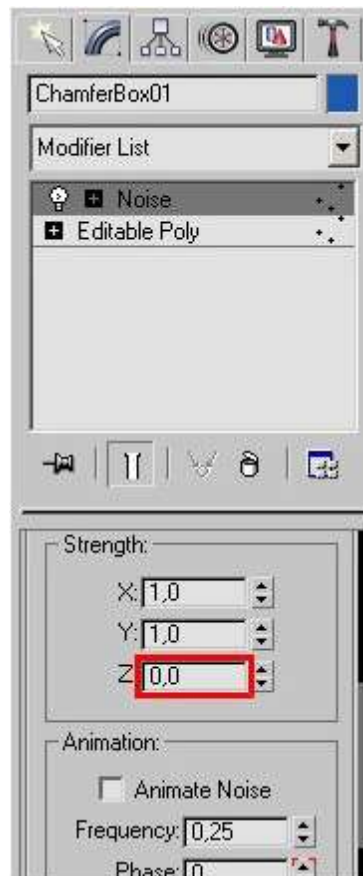 ChamferBox01
Modifier List
Noise
Editable Poly
Strength:
X: 1,0
Y: 1,0
Z: 0,0
Animation:
Animate Noise
Frequency: 0,25
Phase: 0